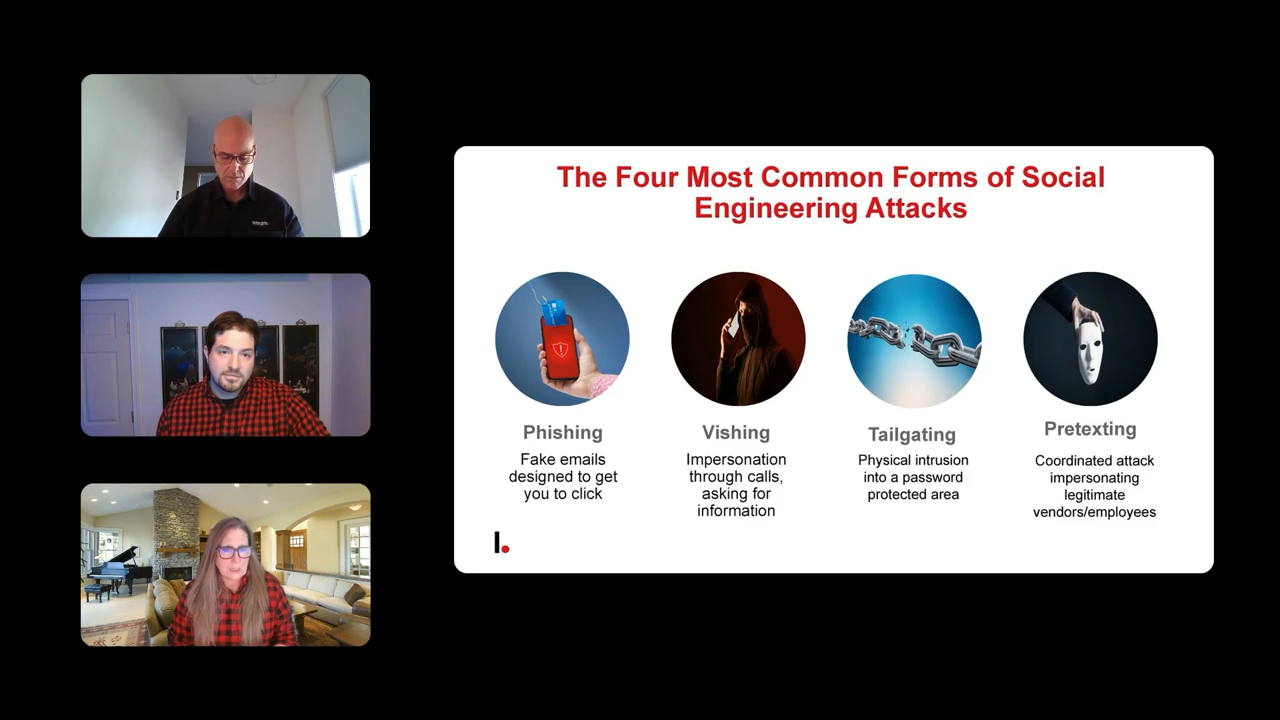 The Four Most Common Forms of Social
Engineering Attacks
Phishing
Fake emails
designed to get
you to click
Vishing
Impersonation
through calls,
asking for
information
Tailgating
Physical intrusion
into a password
protected area
Pretexting
Coordinated attack
impersonating
legitimate
vendors/employees
I.